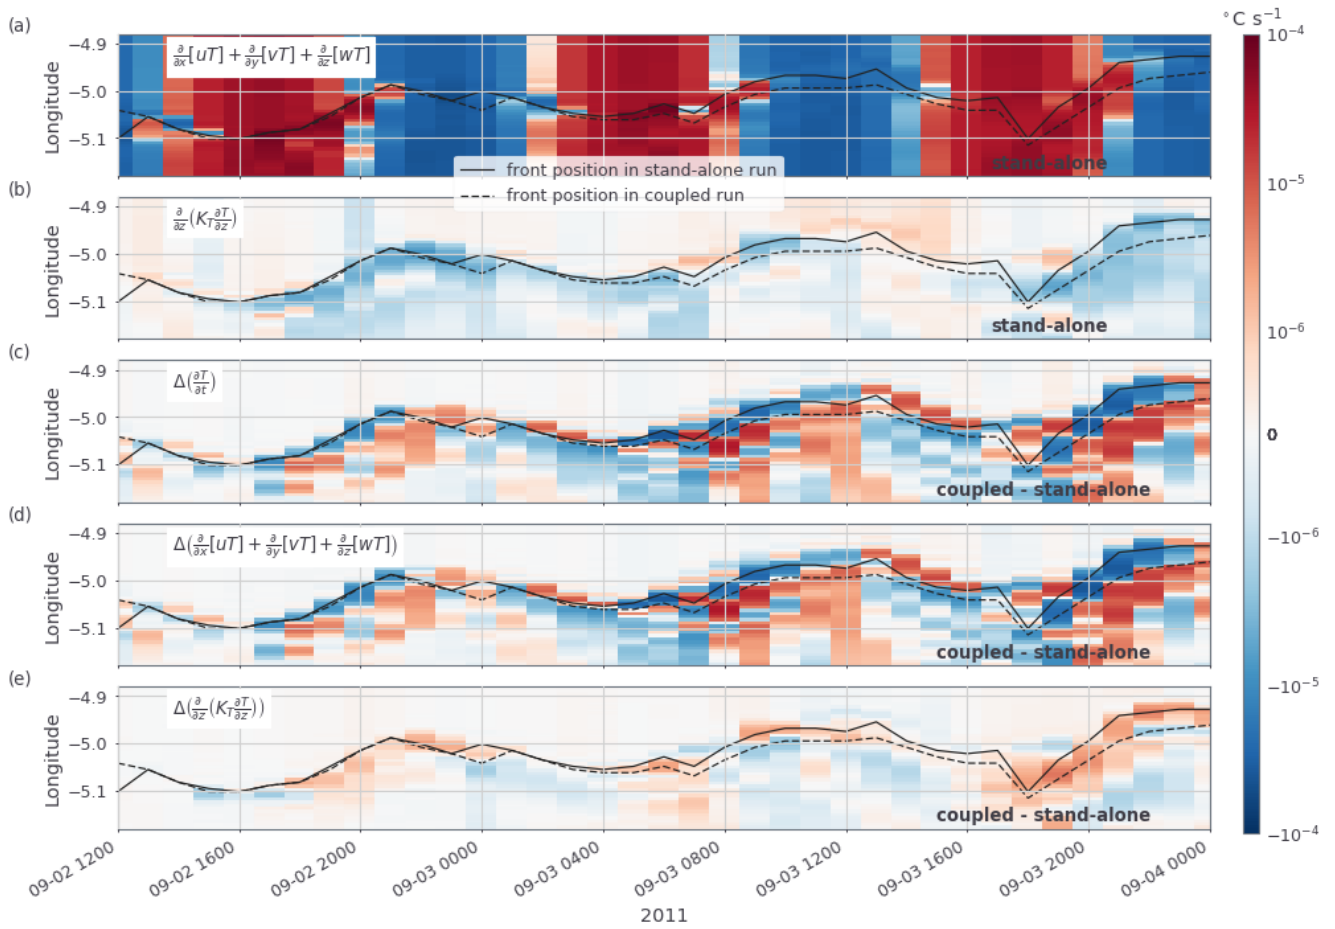 °C s⁻¹
(a)
Longitude
−4.9
−5.0
−5.1
∂/∂x[uT] + ∂/∂y[vT] + ∂/∂z[wT]
stand-alone
front position in stand-alone run
front position in coupled run
(b)
Longitude
−4.9
−5.0
−5.1
∂/∂z(K_T ∂T/∂z)
stand-alone
(c)
Longitude
−4.9
−5.0
−5.1
Δ(∂T/∂t)
coupled - stand-alone
(d)
Longitude
−4.9
−5.0
−5.1
Δ(∂/∂x[uT] + ∂/∂y[vT] + ∂/∂z[wT])
coupled - stand-alone
(e)
Longitude
−4.9
−5.0
−5.1
Δ(∂/∂z(K_T ∂T/∂z))
coupled - stand-alone
10⁻⁴
10⁻⁵
10⁻⁶
0
−10⁻⁶
−10⁻⁵
−10⁻⁴
09-02 1200
09-02 1600
09-02 2000
09-03 0000
09-03 0400
09-03 0800
09-03 1200
09-03 1600
09-03 2000
09-04 0000
2011